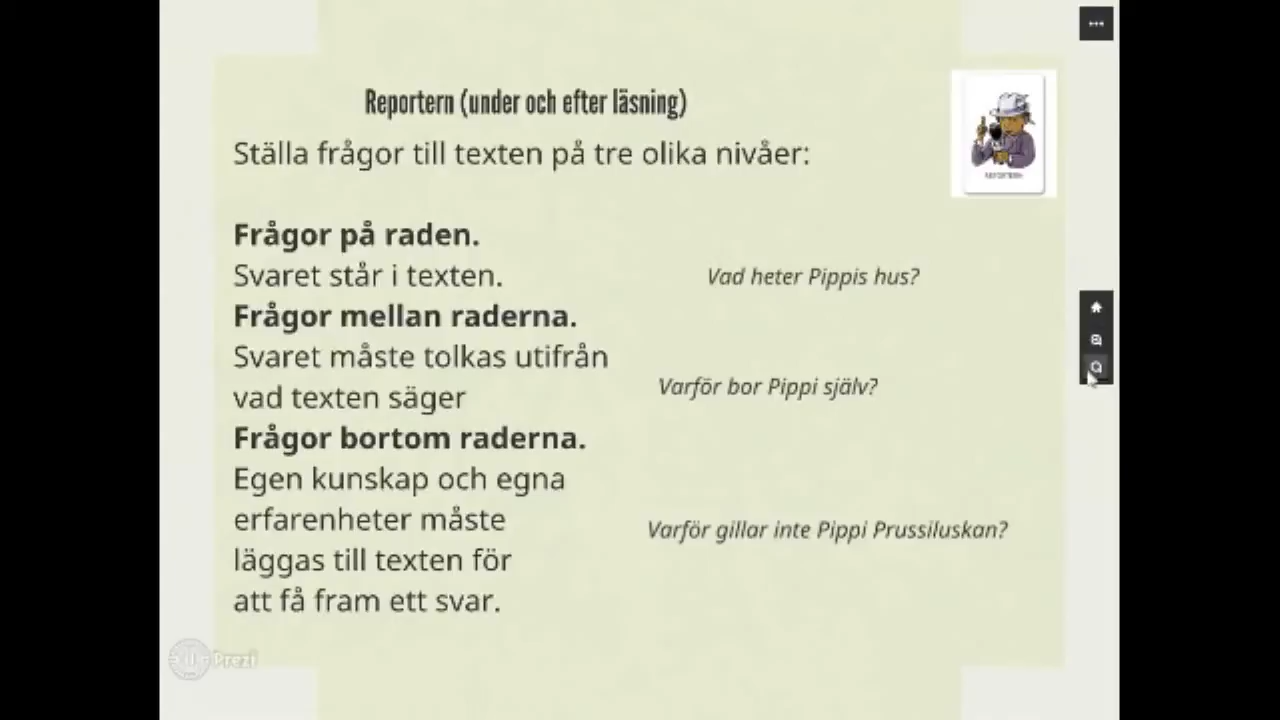 Reportern (under och efter läsning)
Ställa frågor till texten på tre olika nivåer:
Frågor på raden.
Svaret står i texten.
Vad heter Pippis hus?
Frågor mellan raderna.
Svaret måste tolkas utifrån
vad texten säger
Varför bor Pippi själv?
Frågor bortom raderna.
Egen kunskap och egna
erfarenheter måste
läggas till texten för
att få fram ett svar.
Varför gillar inte Pippi Prussiluskan?
REPORTERN
Prezi